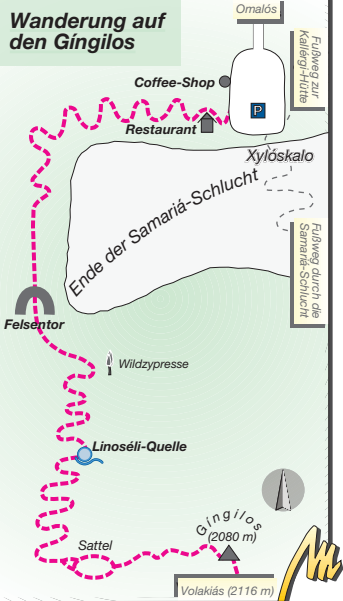 Wanderung auf
den Gíngilos
Omalós
Fußweg zur
Kallérgi-Hütte
Coffee-Shop
P
Restaurant
Xylóskalo
Ende der Samariá-Schlucht
Fußweg durch die
Samariá-Schlucht
Felsentor
Wildzypresse
Linoséli-Quelle
Sattel
Gíngilos
(2080 m)
Volakiás (2116 m)